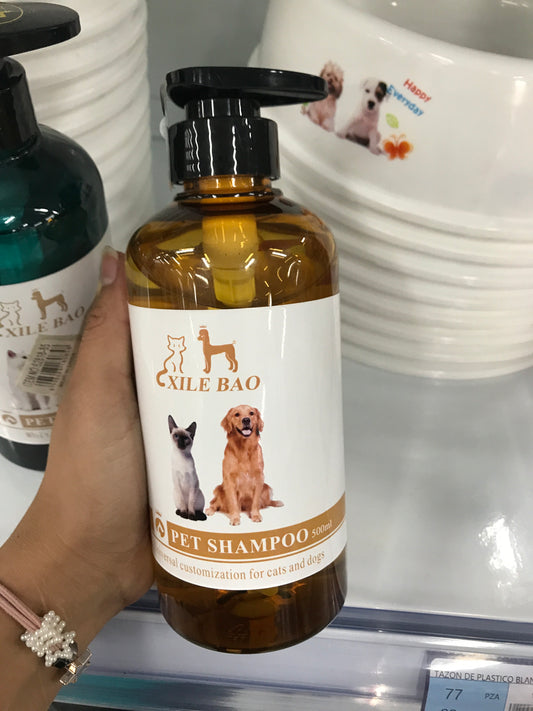 Happy
Everyday
XILE BAO
PET SHAMPOO 500ml
universal customization for cats and dogs
XILE BAO
PET
TAZON DE PLASTICO BLAN
77 PZA